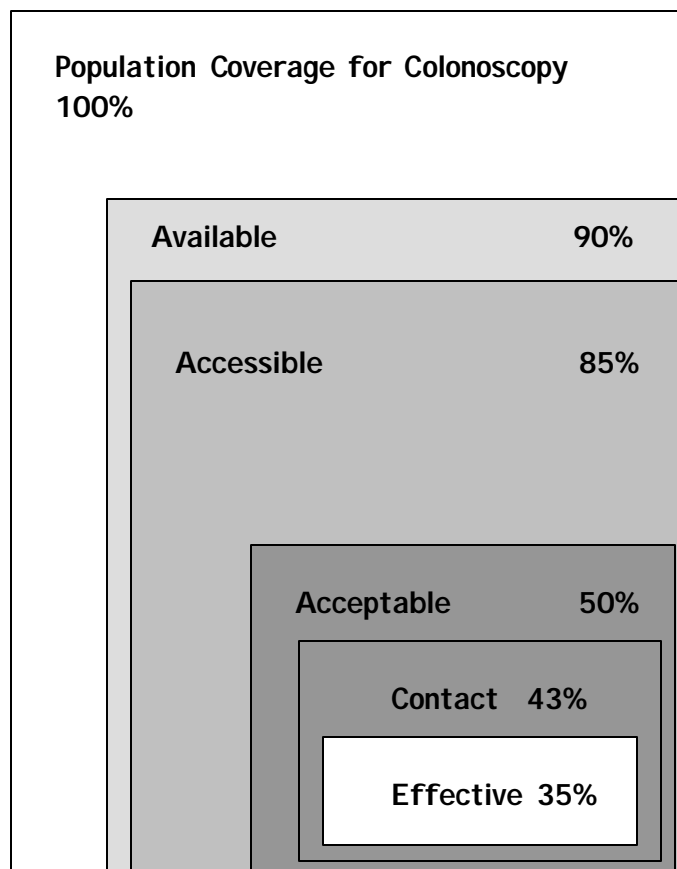 Population Coverage for Colonoscopy
100%
Available 90%
Accessible 85%
Acceptable 50%
Contact 43%
Effective 35%